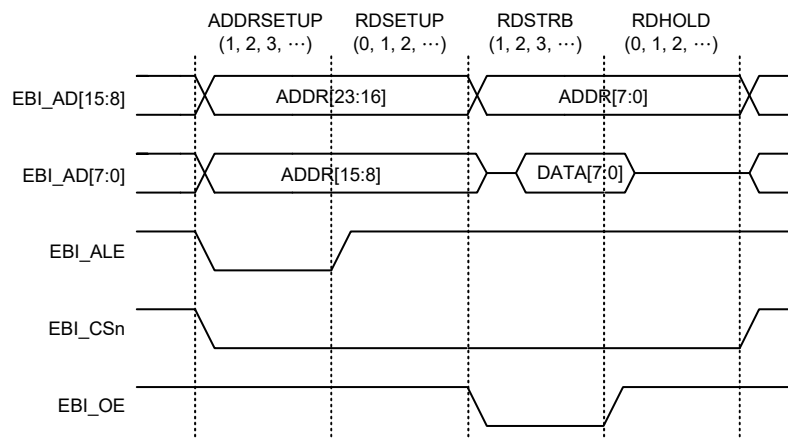 ADDRSETUP RDSETUP RDSTRB RDHOLD
(1, 2, 3, ⋯) (0, 1, 2, ⋯) (1, 2, 3, ⋯) (0, 1, 2, ⋯)
EBI_AD[15:8] ADDR[23:16] ADDR[7:0]
EBI_AD[7:0] ADDR[15:8] DATA[7:0]
EBI_ALE
EBI_CSn
EBI_OE